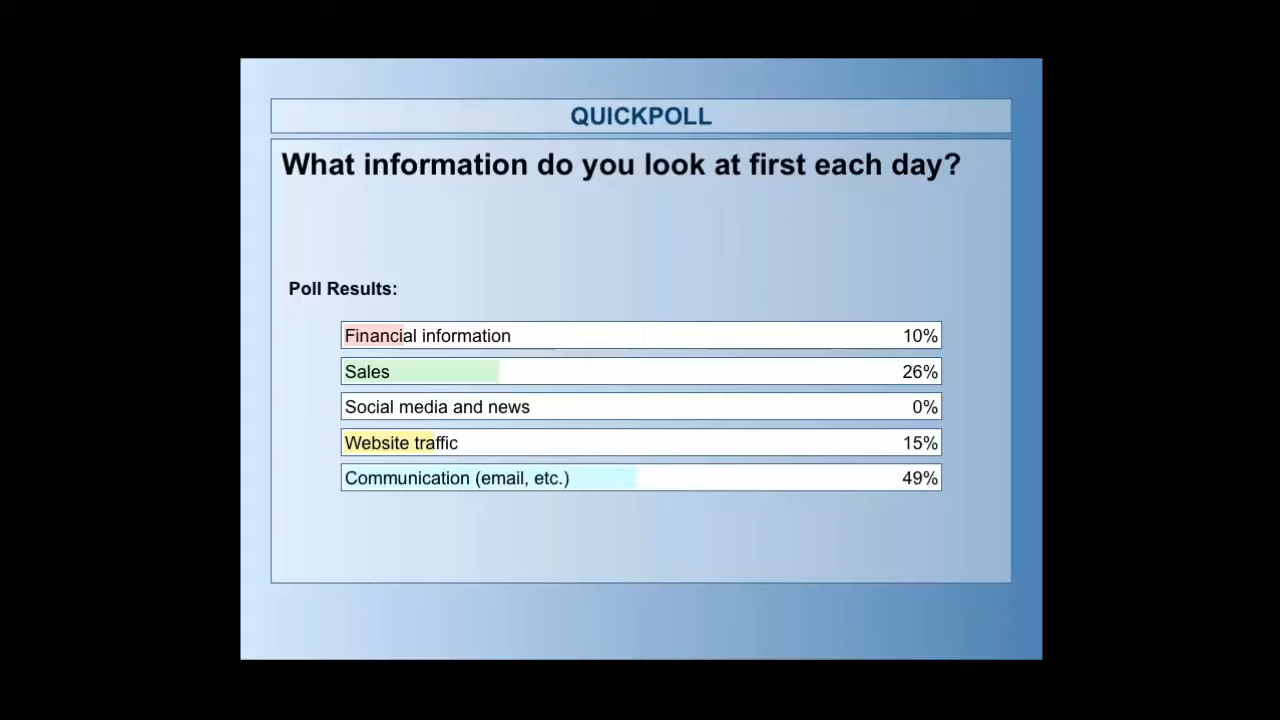 QUICKPOLL
What information do you look at first each day?
Poll Results:
Financial information 10%
Sales 26%
Social media and news 0%
Website traffic 15%
Communication (email, etc.) 49%